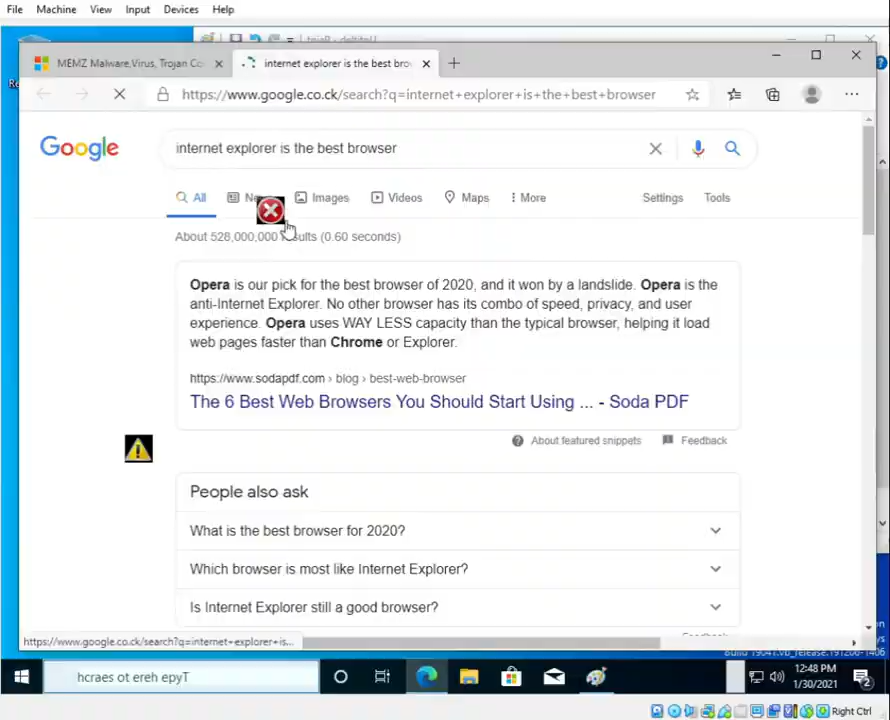 File Machine View Input Devices Help
MEMZ Malware,Virus, Trojan Co
internet explorer is the best bro
https://www.google.co.ck/search?q=internet+explorer+is+the+best+browser
Google
internet explorer is the best browser
All
Images
Videos
Maps
More
Settings
Tools
About 528,000,000 results (0.60 seconds)
Opera is our pick for the best browser of 2020, and it won by a landslide. Opera is the
anti-Internet Explorer. No other browser has its combo of speed, privacy, and user
experience. Opera uses WAY LESS capacity than the typical browser, helping it load
web pages faster than Chrome or Explorer.
https://www.sodapdf.com › blog › best-web-browser
The 6 Best Web Browsers You Should Start Using ... - Soda PDF
About featured snippets
Feedback
People also ask
What is the best browser for 2020?
Which browser is most like Internet Explorer?
Is Internet Explorer still a good browser?
https://www.google.co.ck/search?q=internet+explorer+is...
hcraes ot ereh epyT
12:48 PM
1/30/2021
2
Right Ctrl